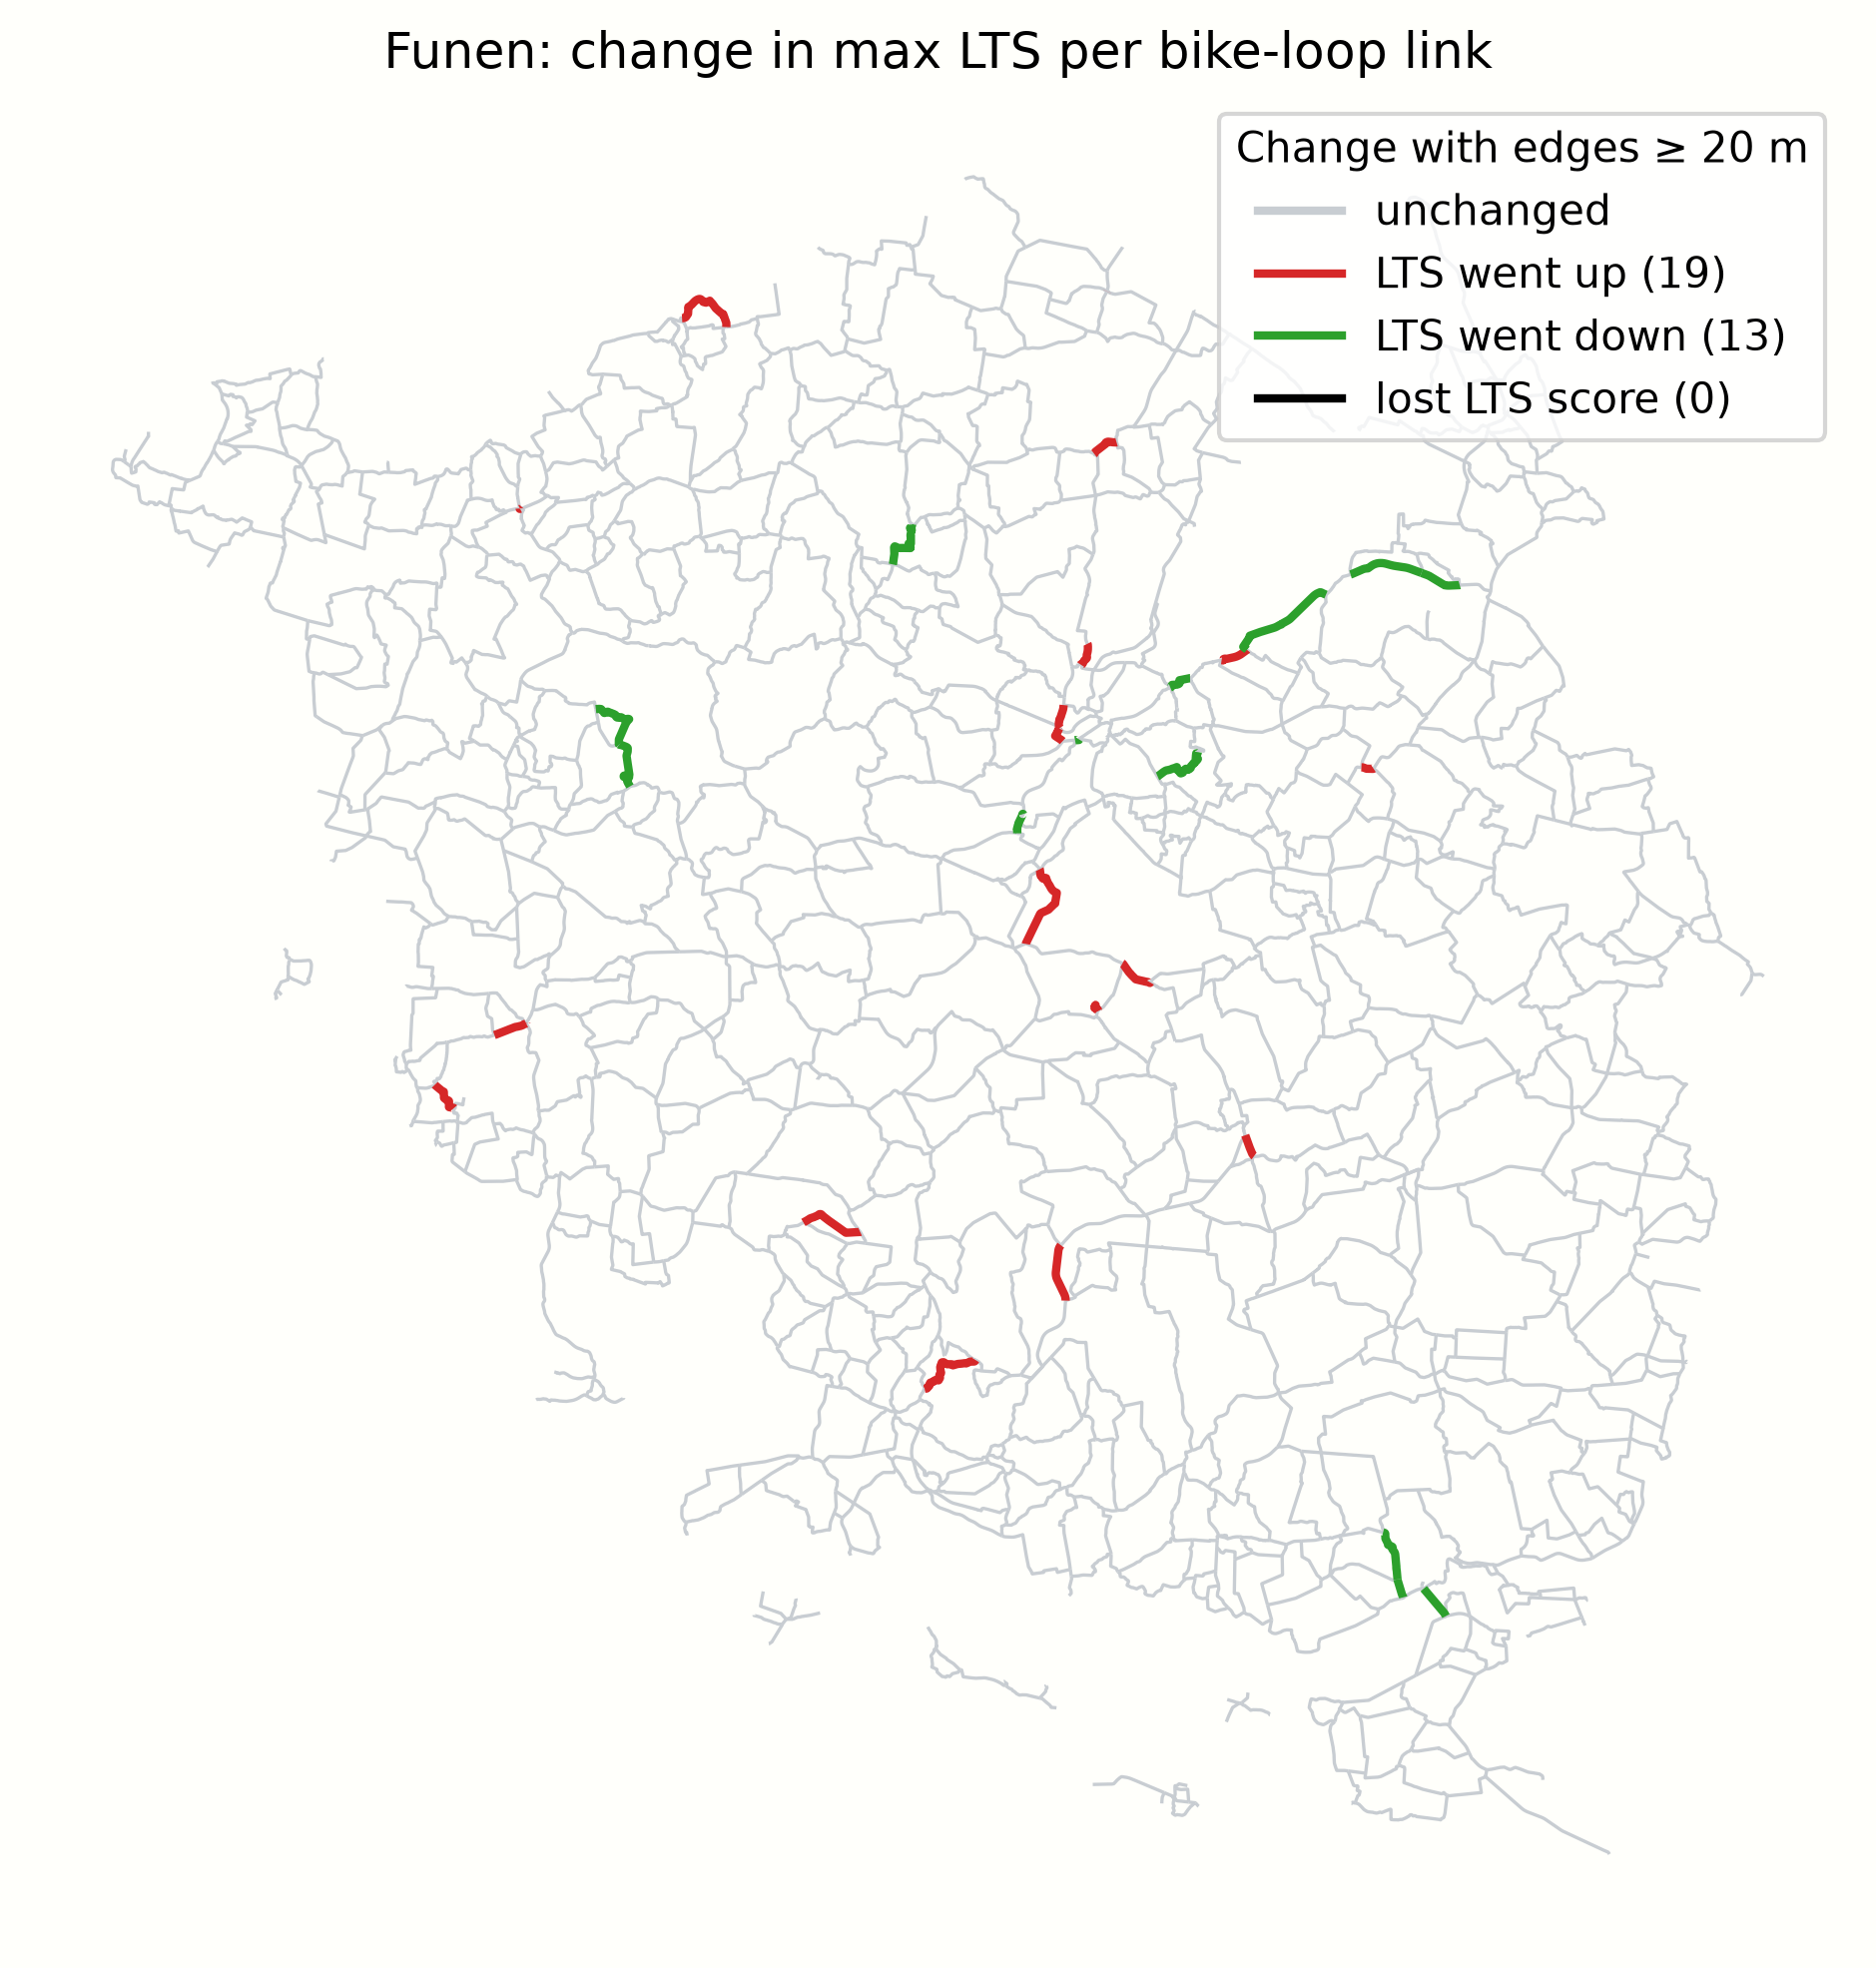 Funen: change in max LTS per bike-loop link
Change with edges ≥ 20 m
unchanged
LTS went up (19)
LTS went down (13)
lost LTS score (0)